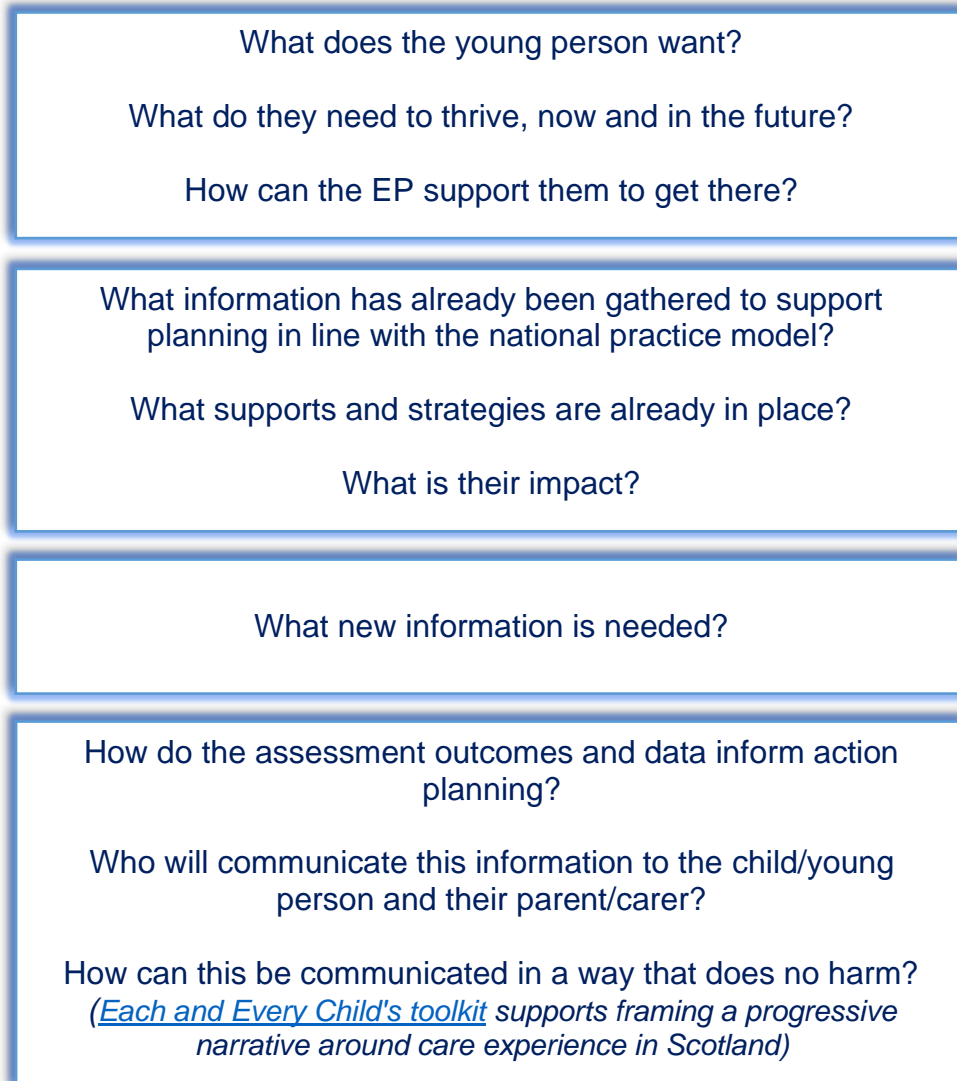 What does the young person want?
What do they need to thrive, now and in the future?
How can the EP support them to get there?
What information has already been gathered to support
planning in line with the national practice model?
What supports and strategies are already in place?
What is their impact?
What new information is needed?
How do the assessment outcomes and data inform action
planning?
Who will communicate this information to the child/young
person and their parent/carer?
How can this be communicated in a way that does no harm?
(Each and Every Child's toolkit supports framing a progressive
narrative around care experience in Scotland)